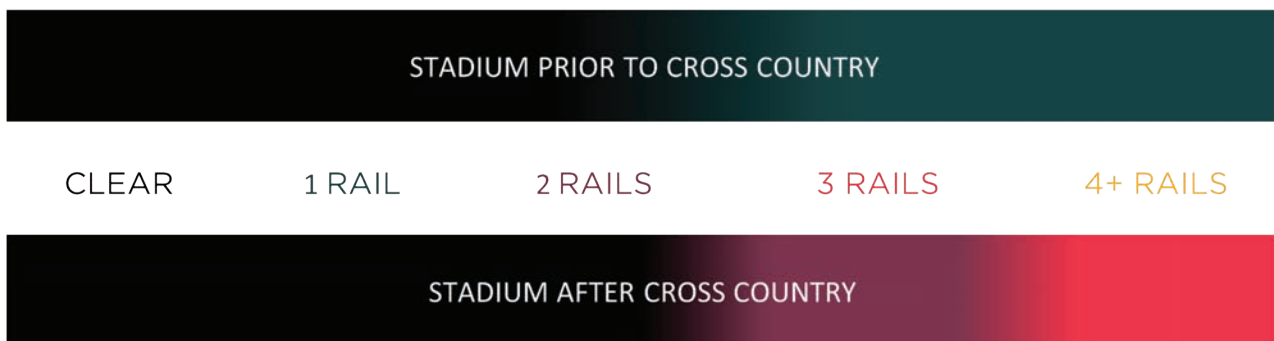 STADIUM PRIOR TO CROSS COUNTRY
CLEAR 1 RAIL 2 RAILS 3 RAILS 4+ RAILS
STADIUM AFTER CROSS COUNTRY